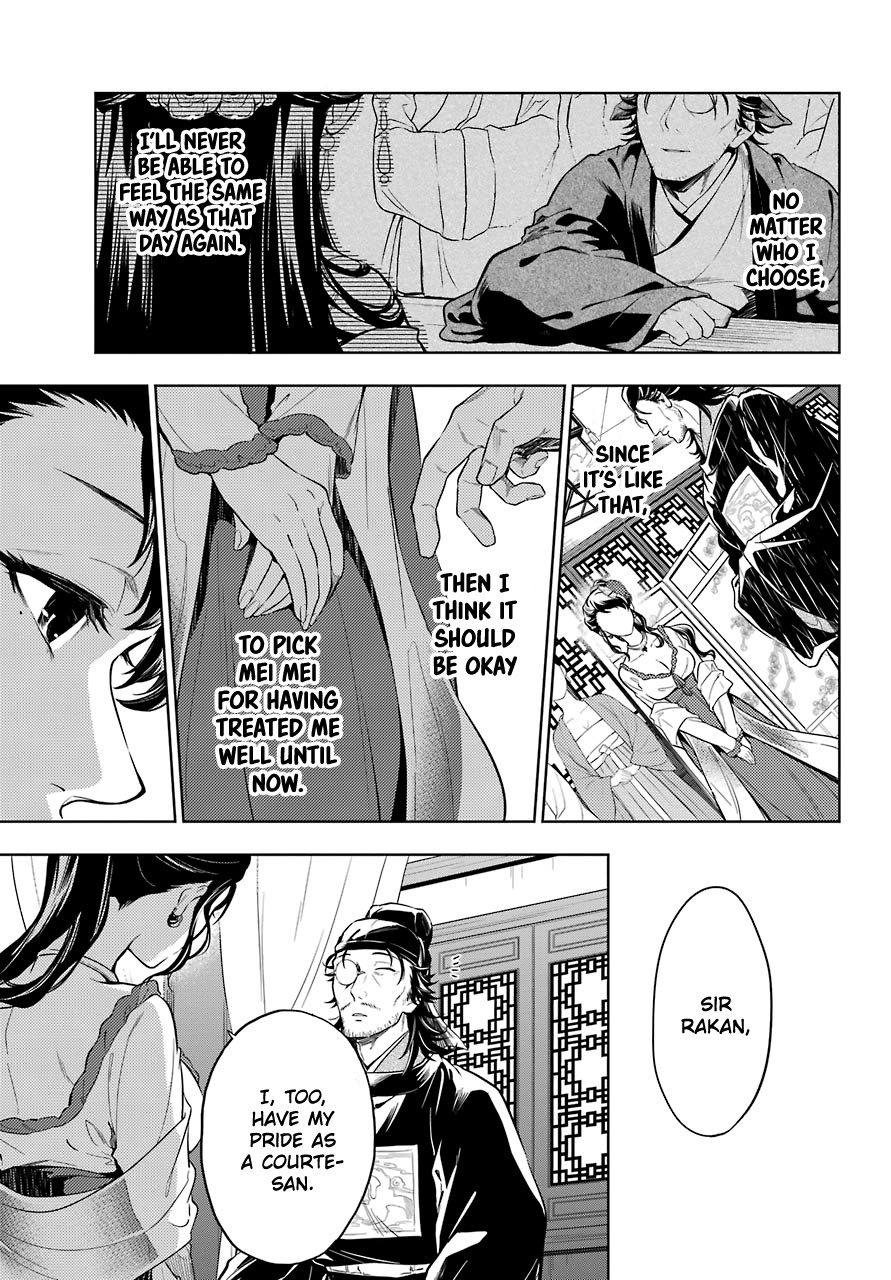 NO
MATTER
WHO I
CHOOSE,
I'LL NEVER
BE ABLE TO
FEEL THE SAME
WAY AS THAT
DAY AGAIN.
SINCE
IT'S LIKE
THAT,
THEN I
THINK IT
SHOULD
BE OKAY
TO PICK
MEI MEI
FOR HAVING
TREATED ME
WELL UNTIL
NOW.
SIR
RAKAN,
I, TOO,
HAVE MY
PRIDE AS
A COURTE-
SAN.